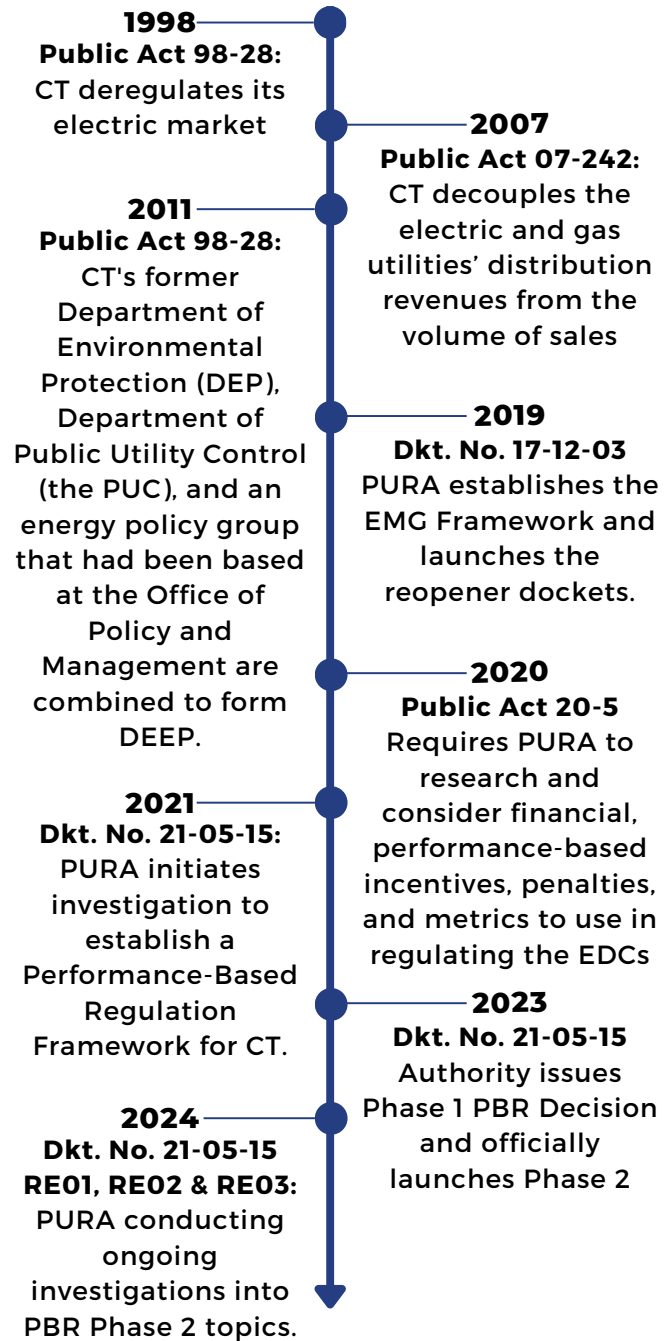 1998
Public Act 98-28:
CT deregulates its
electric market
2007
Public Act 07-242:
CT decouples the
electric and gas
utilities’ distribution
revenues from the
volume of sales
2011
Public Act 98-28:
CT's former
Department of
Environmental
Protection (DEP),
Department of
Public Utility Control
(the PUC), and an
energy policy group
that had been based
at the Office of
Policy and
Management are
combined to form
DEEP.
2019
Dkt. No. 17-12-03
PURA establishes the
EMG Framework and
launches the
reopener dockets.
2020
Public Act 20-5
Requires PURA to
research and
consider financial,
performance-based
incentives, penalties,
and metrics to use in
regulating the EDCs
2021
Dkt. No. 21-05-15:
PURA initiates
investigation to
establish a
Performance-Based
Regulation
Framework for CT.
2023
Dkt. No. 21-05-15
Authority issues
Phase 1 PBR Decision
and officially
launches Phase 2
2024
Dkt. No. 21-05-15
RE01, RE02 & RE03:
PURA conducting
ongoing
investigations into
PBR Phase 2 topics.